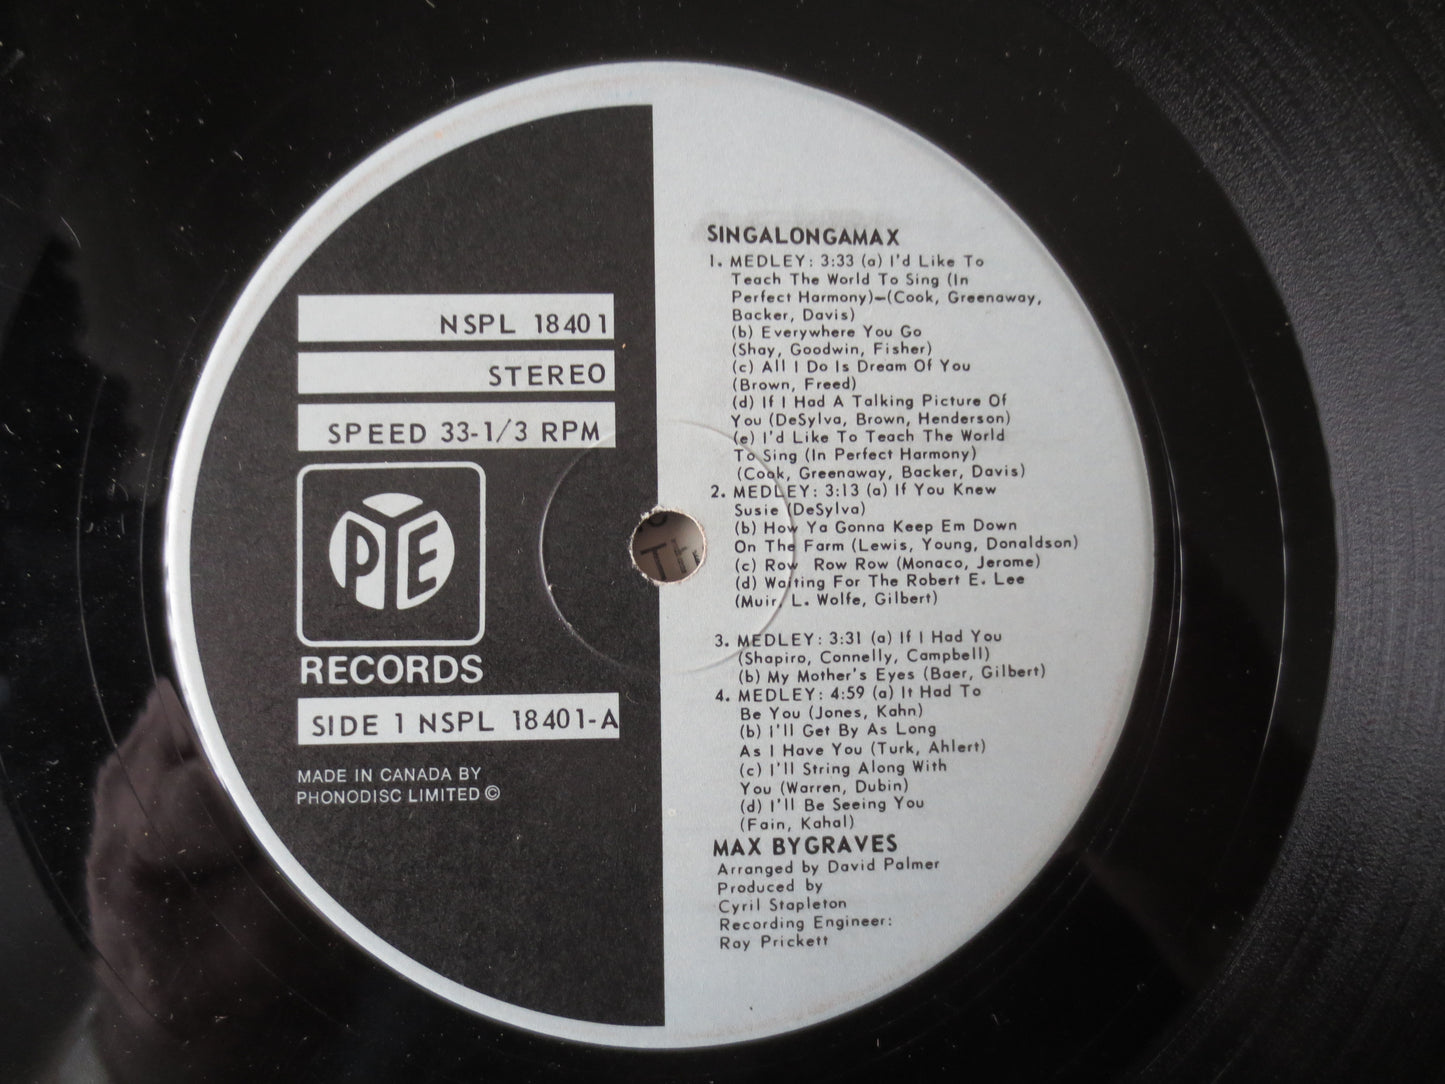 NSPL 18401
STEREO
SPEED 33-1/3 RPM
PYE
RECORDS
SIDE 1 NSPL 18401-A
MADE IN CANADA BY
PHONODISC LIMITED ©
SINGALONGAMAX
1. MEDLEY: 3:33 (a) I'd Like To
Teach The World To Sing (In
Perfect Harmony)—(Cook, Greenaway,
Backer, Davis)
(b) Everywhere You Go
(Shay, Goodwin, Fisher)
(c) All I Do Is Dream Of You
(Brown, Freed)
(d) If I Had A Talking Picture Of
You (DeSylva, Brown, Henderson)
(e) I'd Like To Teach The World
To Sing (In Perfect Harmony)
(Cook, Greenaway, Backer, Davis)
2. MEDLEY: 3:13 (a) If You Knew
Susie (DeSylva)
(b) How Ya Gonna Keep Em Down
On The Farm (Lewis, Young, Donaldson)
(c) Row Row Row (Monaco, Jerome)
(d) Waiting For The Robert E. Lee
(Muir, L. Wolfe, Gilbert)
3. MEDLEY: 3:31 (a) If I Had You
(Shapiro, Connelly, Campbell)
(b) My Mother's Eyes (Baer, Gilbert)
4. MEDLEY: 4:59 (a) It Had To
Be You (Jones, Kahn)
(b) I'll Get By As Long
As I Have You (Turk, Ahlert)
(c) I'll String Along With
You (Warren, Dubin)
(d) I'll Be Seeing You
(Fain, Kahal)
MAX BYGRAVES
Arranged by David Palmer
Produced by
Cyril Stapleton
Recording Engineer:
Ray Prickett